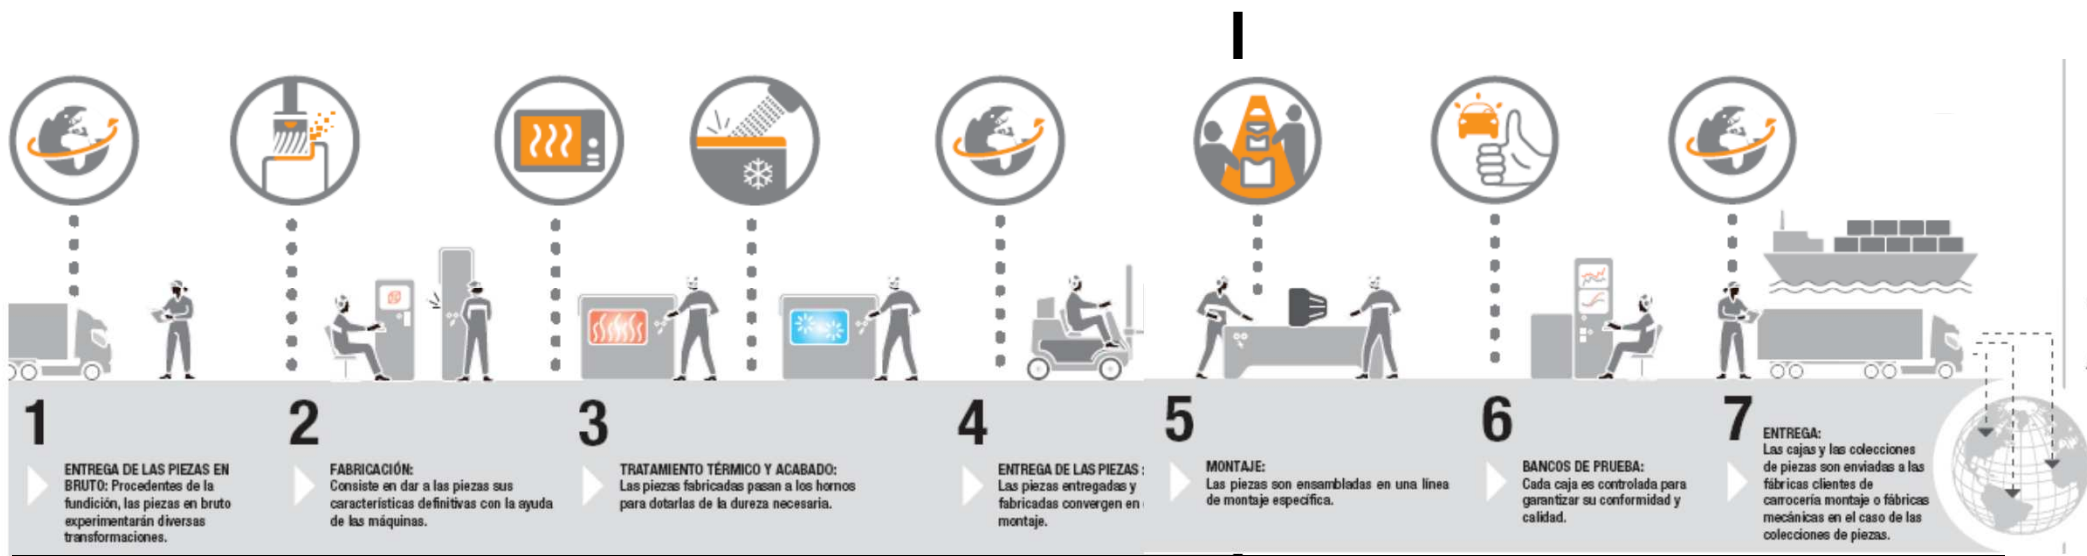 1
ENTREGA DE LAS PIEZAS EN
BRUTO: Procedentes de la
fundición, las piezas en bruto
experimentarán diversas
transformaciones.
2
FABRICACIÓN:
Consiste en dar a las piezas sus
características definitivas con la ayuda
de las máquinas.
3
TRATAMIENTO TÉRMICO Y ACABADO:
Las piezas fabricadas pasan a los hornos
para dotarlas de la dureza necesaria.
4
ENTREGA DE LAS PIEZAS :
Las piezas entregadas y
fabricadas convergen en
montaje.
5
MONTAJE:
Las piezas son ensambladas en una línea
de montaje específica.
6
BANCOS DE PRUEBA:
Cada caja es controlada para
garantizar su conformidad y
calidad.
7
ENTREGA:
Las cajas y las colecciones
de piezas son enviadas a las
fábricas clientes de
carrocería montaje o fábricas
mecánicas en el caso de las
colecciones de piezas.